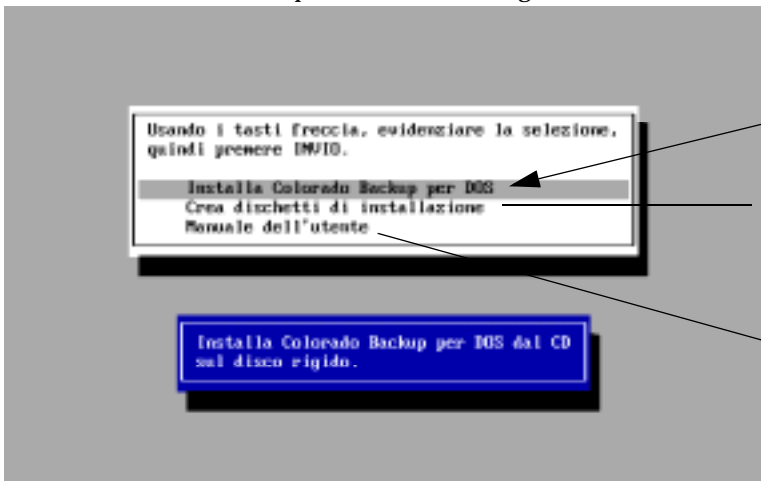 Usando i tasti freccia, evidenziare la selezione,
quindi premere INVIO.
Installa Colorado Backup per DOS
Crea dischetti di installazione
Manuale dell'utente
Installa Colorado Backup per DOS dal CD
sul disco rigido.